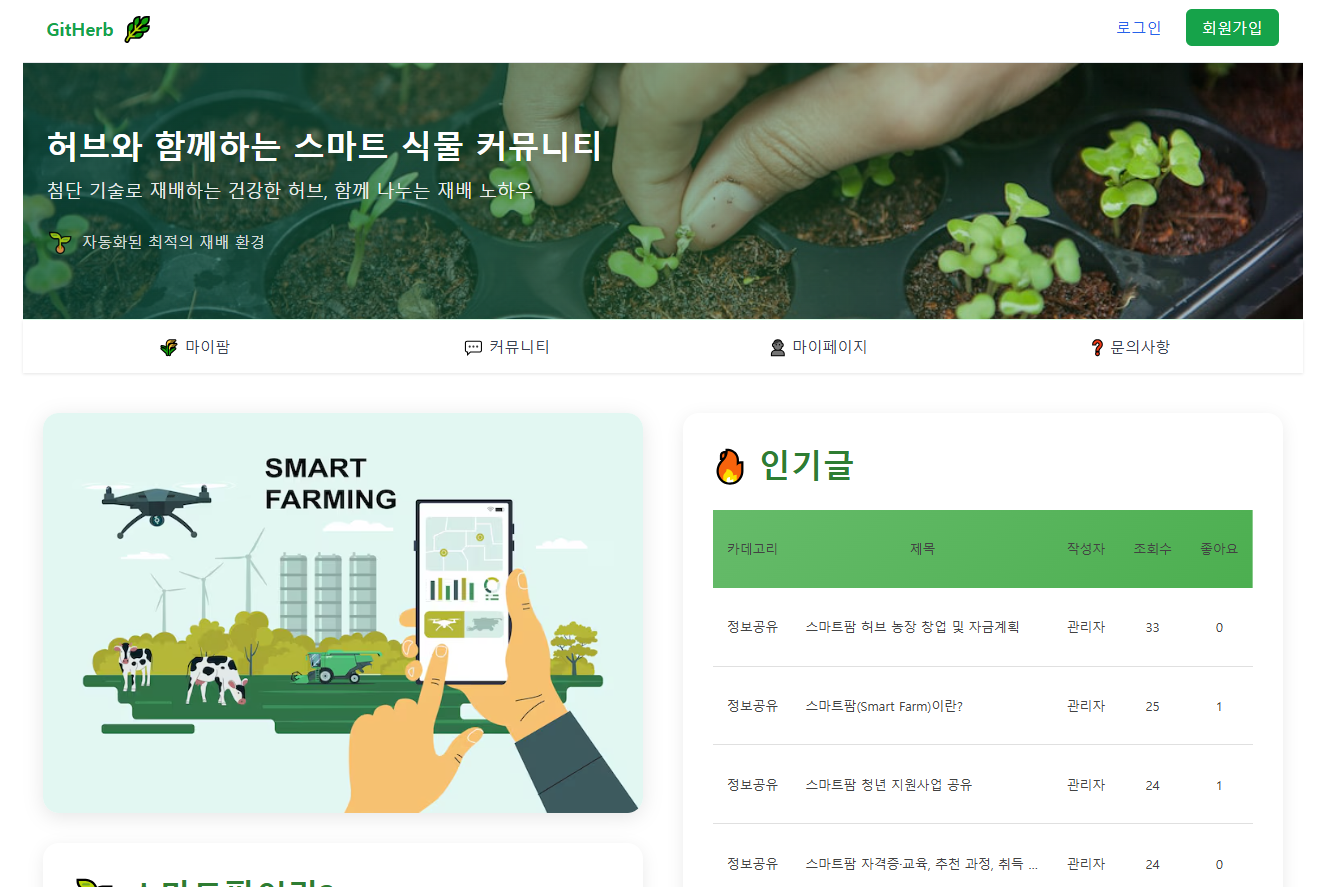 GitHerb
로그인
회원가입
허브와 함께하는 스마트 식물 커뮤니티
첨단 기술로 재배하는 건강한 허브, 함께 나누는 재배 노하우
자동화된 최적의 재배 환경
마이팜
커뮤니티
마이페이지
문의사항
SMART
FARMING
인기글
카데고리 제목 작성자 조회수 좋아요
정보공유 스마트팜 허브 농장 창업 및 자금계획 관리자 33 0
정보공유 스마트팜(Smart Farm)이란? 관리자 25 1
정보공유 스마트팜 청년 지원사업 공유 관리자 24 1
정보공유 스마트팜 자격증·교육, 추천 과정, 취득 ... 관리자 24 0